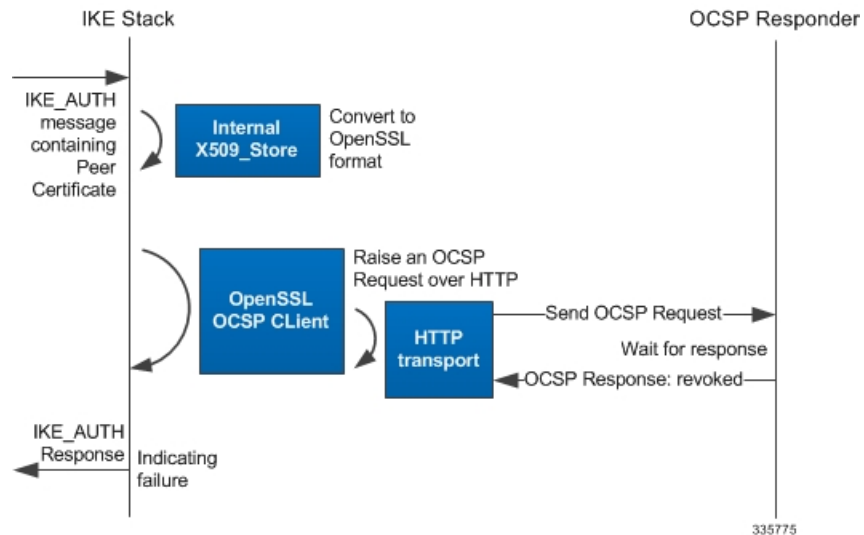 IKE Stack
OCSP Responder
IKE_AUTH
message
containing
Peer
Certificate
Internal
X509_Store
Convert to
OpenSSL
format
OpenSSL
OCSP CLient
Raise an OCSP
Request over HTTP
HTTP
transport
Send OCSP Request
Wait for response
OCSP Response: revoked
IKE_AUTH
Response
Indicating
failure
335775